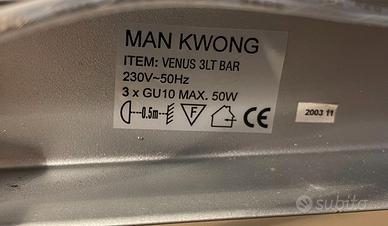 MAN KWONG
ITEM: VENUS 3LT BAR
230V~50Hz
3 x GU10 MAX. 50W
0.5m
F
CE
2003 11
subito